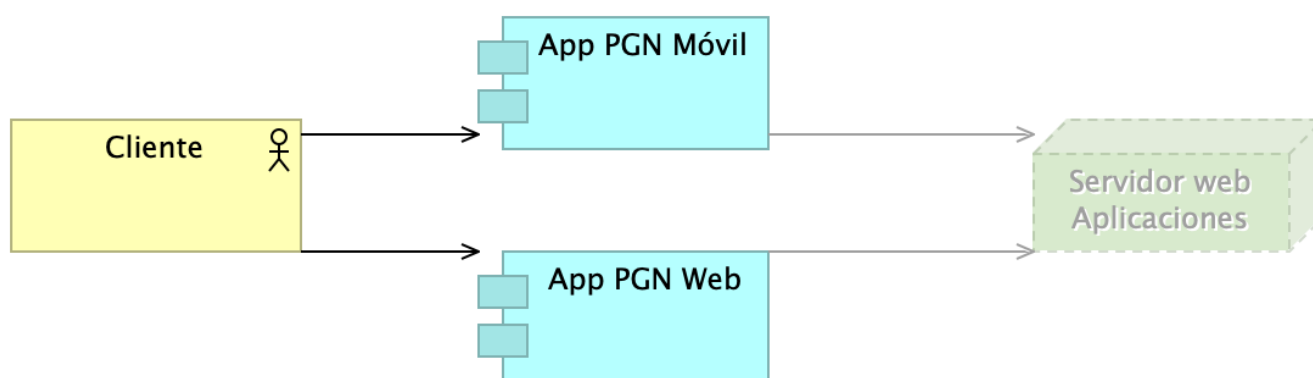 App PGN Móvil
Cliente
Servidor web
Aplicaciones
App PGN Web